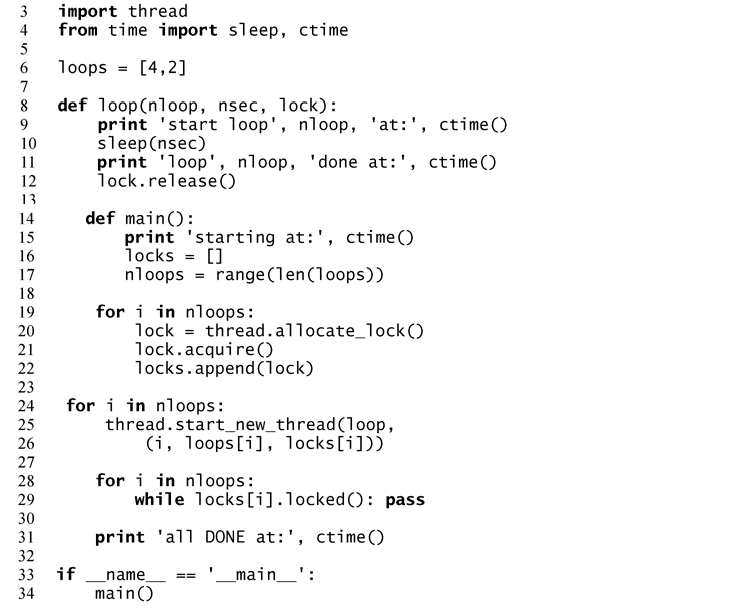 3 import thread
4 from time import sleep, ctime
5
6 loops = [4,2]
7
8 def loop(nloop, nsec, lock):
9     print 'start loop', nloop, 'at:', ctime()
10     sleep(nsec)
11     print 'loop', nloop, 'done at:', ctime()
12     lock.release()
13
14    def main():
15        print 'starting at:', ctime()
16        locks = []
17        nloops = range(len(loops))
18
19     for i in nloops:
20         lock = thread.allocate_lock()
21         lock.acquire()
22         locks.append(lock)
23
24  for i in nloops:
25      thread.start_new_thread(loop,
26          (i, loops[i], locks[i]))
27
28     for i in nloops:
29         while locks[i].locked(): pass
30
31     print 'all DONE at:', ctime()
32
33 if __name__ == '__main__':
34     main()